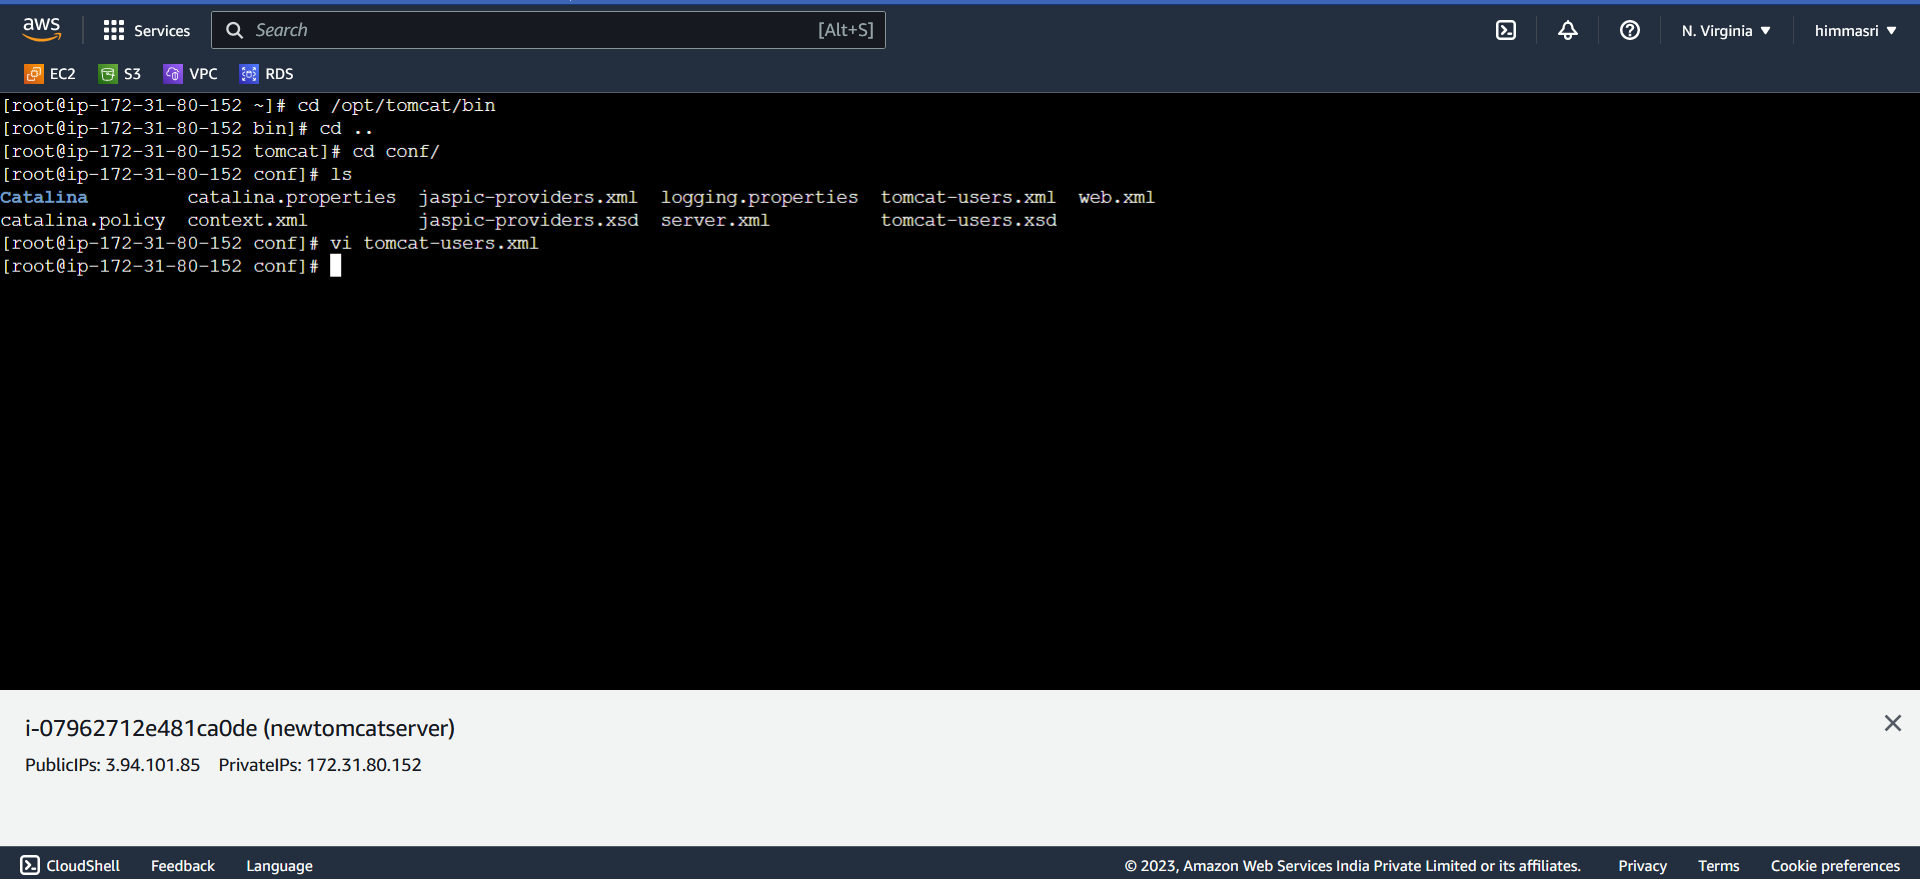 aws
Services
Search [Alt+S]
N. Virginia
himmasri
EC2 S3 VPC RDS
[root@ip-172-31-80-152 ~]# cd /opt/tomcat/bin
[root@ip-172-31-80-152 bin]# cd ..
[root@ip-172-31-80-152 tomcat]# cd conf/
[root@ip-172-31-80-152 conf]# ls
Catalina catalina.properties jaspic-providers.xml logging.properties tomcat-users.xml web.xml
catalina.policy context.xml jaspic-providers.xsd server.xml tomcat-users.xsd
[root@ip-172-31-80-152 conf]# vi tomcat-users.xml
[root@ip-172-31-80-152 conf]#
i-07962712e481ca0de (newtomcatserver)
PublicIPs: 3.94.101.85 PrivateIPs: 172.31.80.152
CloudShell Feedback Language
© 2023, Amazon Web Services India Private Limited or its affiliates. Privacy Terms Cookie preferences